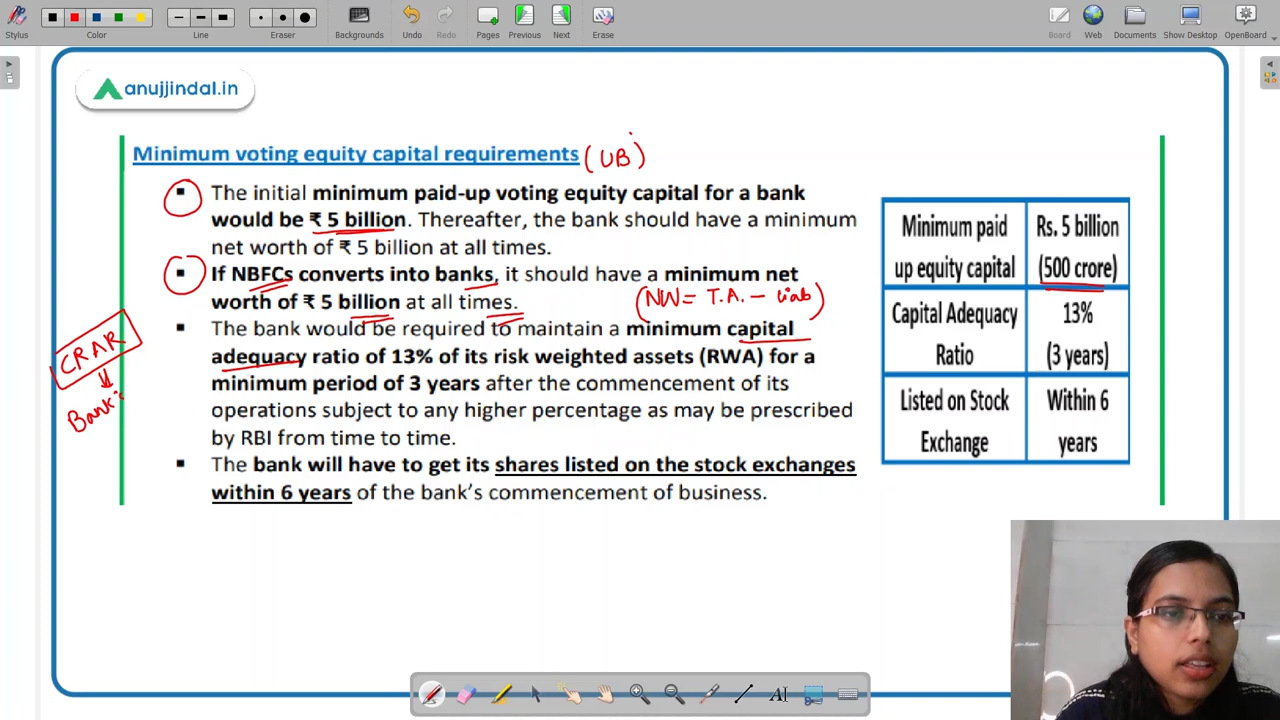 Stylus
Color
Line
Eraser
Backgrounds
Undo
Redo
Pages
Previous
Next
Erase
Board
Web
Documents
Show Desktop
OpenBoard
anujjindal.in
Minimum voting equity capital requirements (UB)
▪ The initial minimum paid-up voting equity capital for a bank
would be ₹ 5 billion. Thereafter, the bank should have a minimum
net worth of ₹ 5 billion at all times.
▪ If NBFCs converts into banks, it should have a minimum net
worth of ₹ 5 billion at all times.
(NW = T.A. - Liab)
▪ The bank would be required to maintain a minimum capital
adequacy ratio of 13% of its risk weighted assets (RWA) for a
minimum period of 3 years after the commencement of its
operations subject to any higher percentage as may be prescribed
by RBI from time to time.
▪ The bank will have to get its shares listed on the stock exchanges
within 6 years of the bank's commencement of business.
CRAR
Bank's
Minimum paid
up equity capital
Rs. 5 billion
(500 crore)
Capital Adequacy
Ratio
13%
(3 years)
Listed on Stock
Exchange
Within 6
years
AI